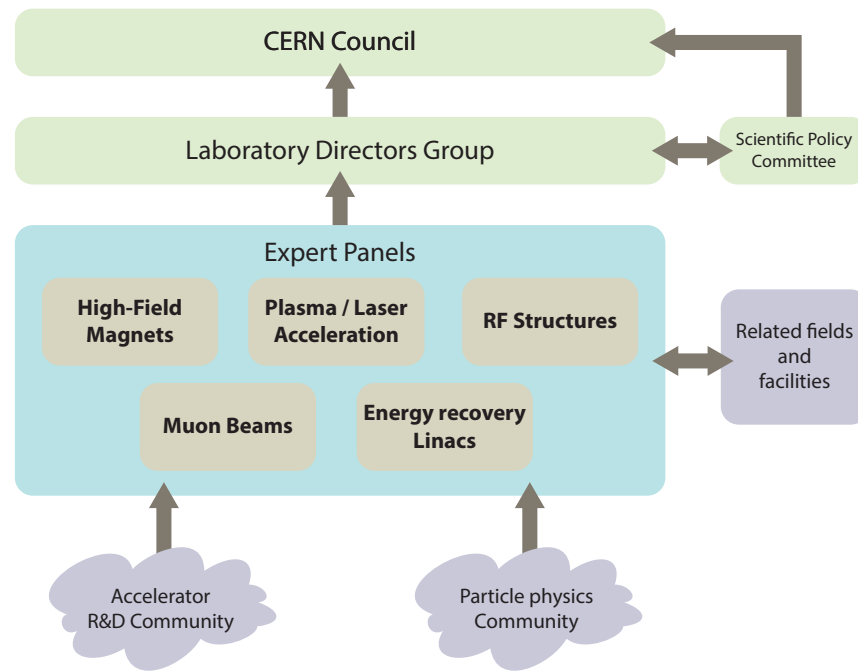 CERN Council
Laboratory Directors Group
Scientific Policy
Committee
Expert Panels
High-Field
Magnets
Plasma / Laser
Acceleration
RF Structures
Related fields
and
facilities
Muon Beams
Energy recovery
Linacs
Accelerator
R&D Community
Particle physics
Community